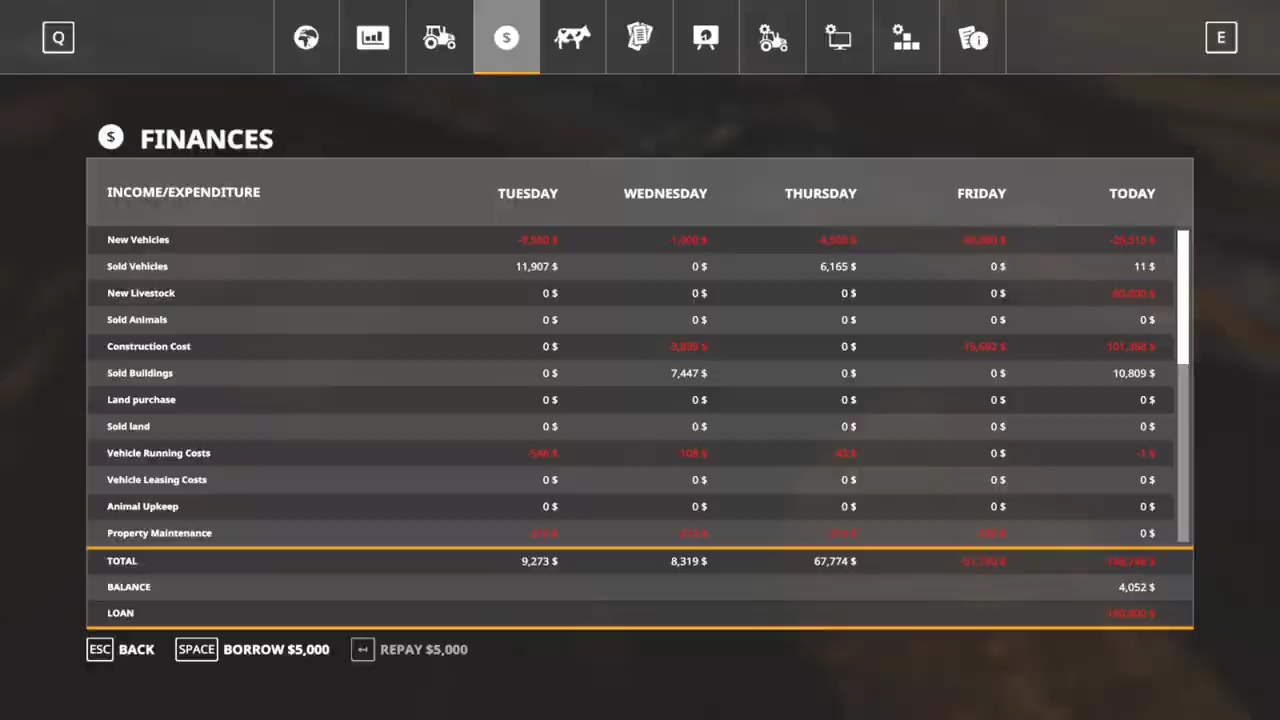 Q
$
E
$ FINANCES
INCOME/EXPENDITURE TUESDAY WEDNESDAY THURSDAY FRIDAY TODAY
New Vehicles -1,000 $
Sold Vehicles 11,907 $ 0 $ 6,165 $ 0 $ 11 $
New Livestock 0 $ 0 $ 0 $ 0 $
Sold Animals 0 $ 0 $ 0 $ 0 $ 0 $
Construction Cost 0 $ 0 $
Sold Buildings 0 $ 7,447 $ 0 $ 0 $ 10,809 $
Land purchase 0 $ 0 $ 0 $ 0 $ 0 $
Sold land 0 $ 0 $ 0 $ 0 $ 0 $
Vehicle Running Costs 0 $ -1 $
Vehicle Leasing Costs 0 $ 0 $ 0 $ 0 $ 0 $
Animal Upkeep 0 $ 0 $ 0 $ 0 $ 0 $
Property Maintenance 0 $
TOTAL 9,273 $ 8,319 $ 67,774 $
BALANCE 4,052 $
LOAN
ESC BACK SPACE BORROW $5,000 ↔ REPAY $5,000